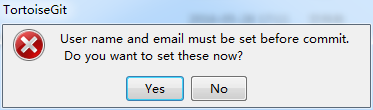 TortoiseGit
User name and email must be set before commit.
Do you want to set these now?
Yes
No